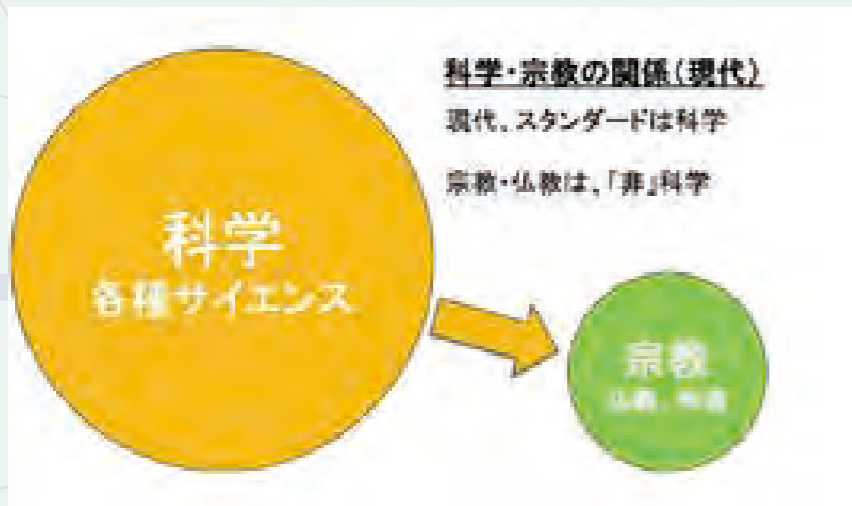 科学・宗教の関係(現代)
現代、スタンダードは科学
宗教・仏教は、「非」科学
科学
各種サイエンス
宗教
仏教、